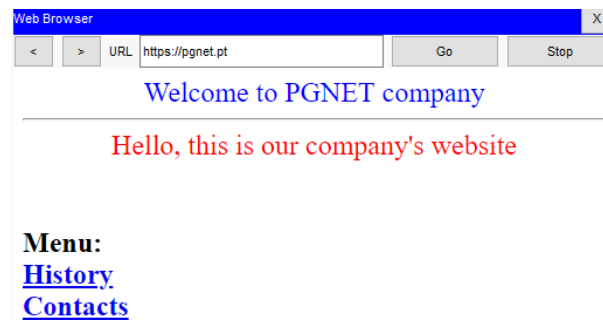 Web Browser X
< > URL https://pgnet.pt Go Stop
Welcome to PGNET company
Hello, this is our company's website
Menu:
History
Contacts